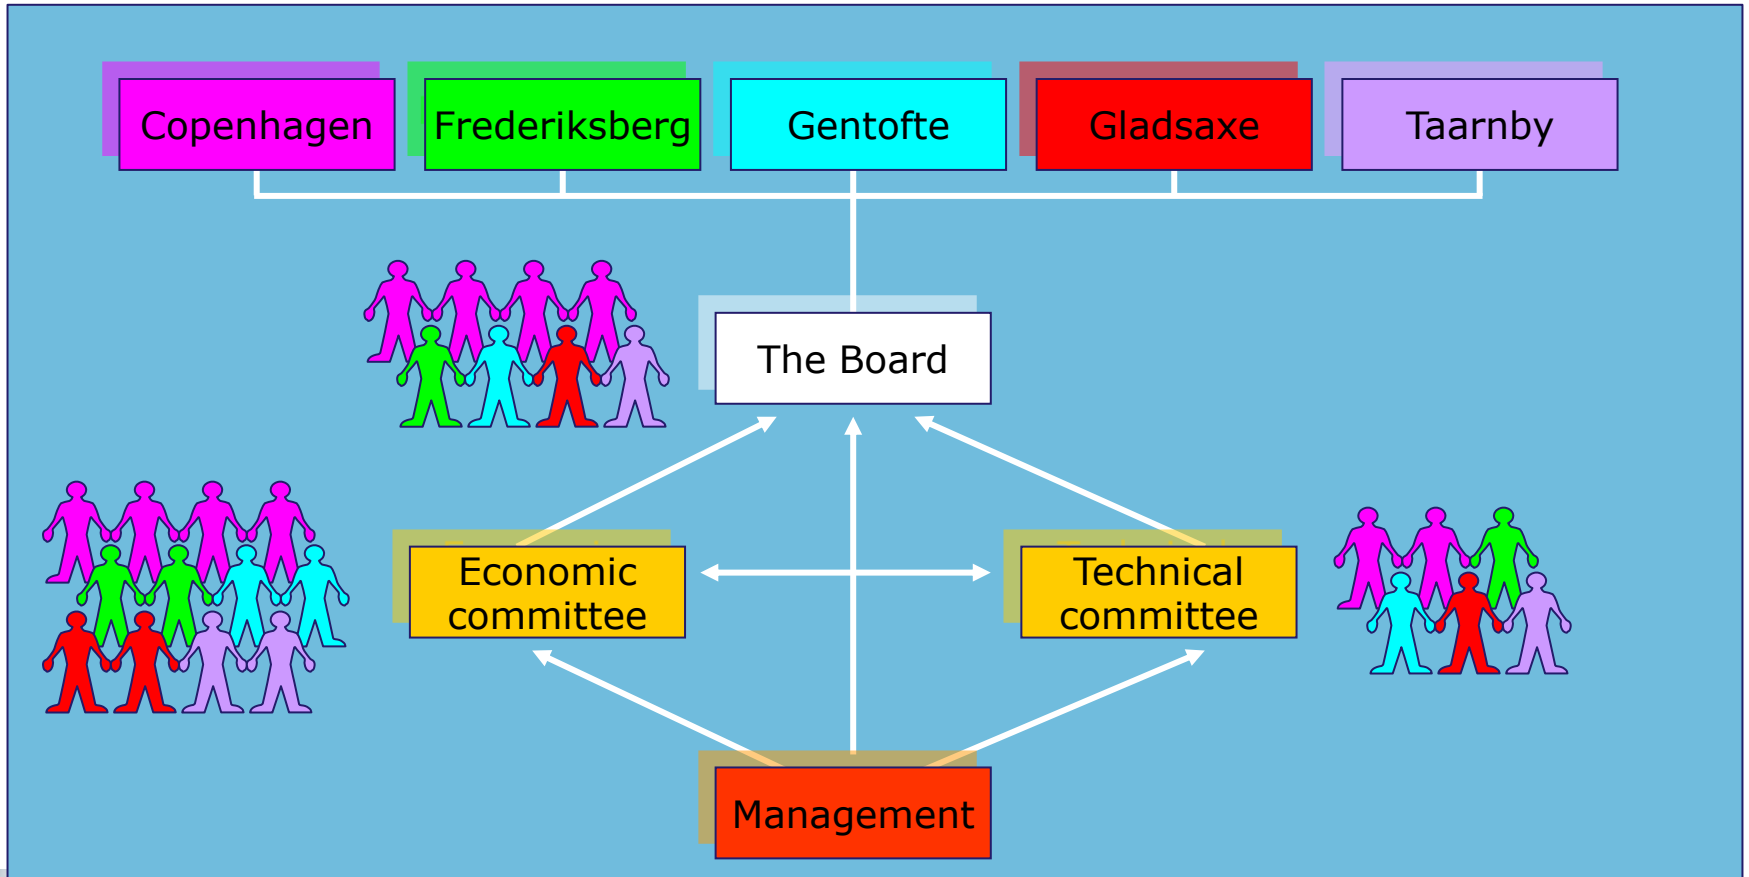 Copenhagen
Frederiksberg
Gentofte
Gladsaxe
Taarnby
The Board
Economic
committee
Technical
committee
Management